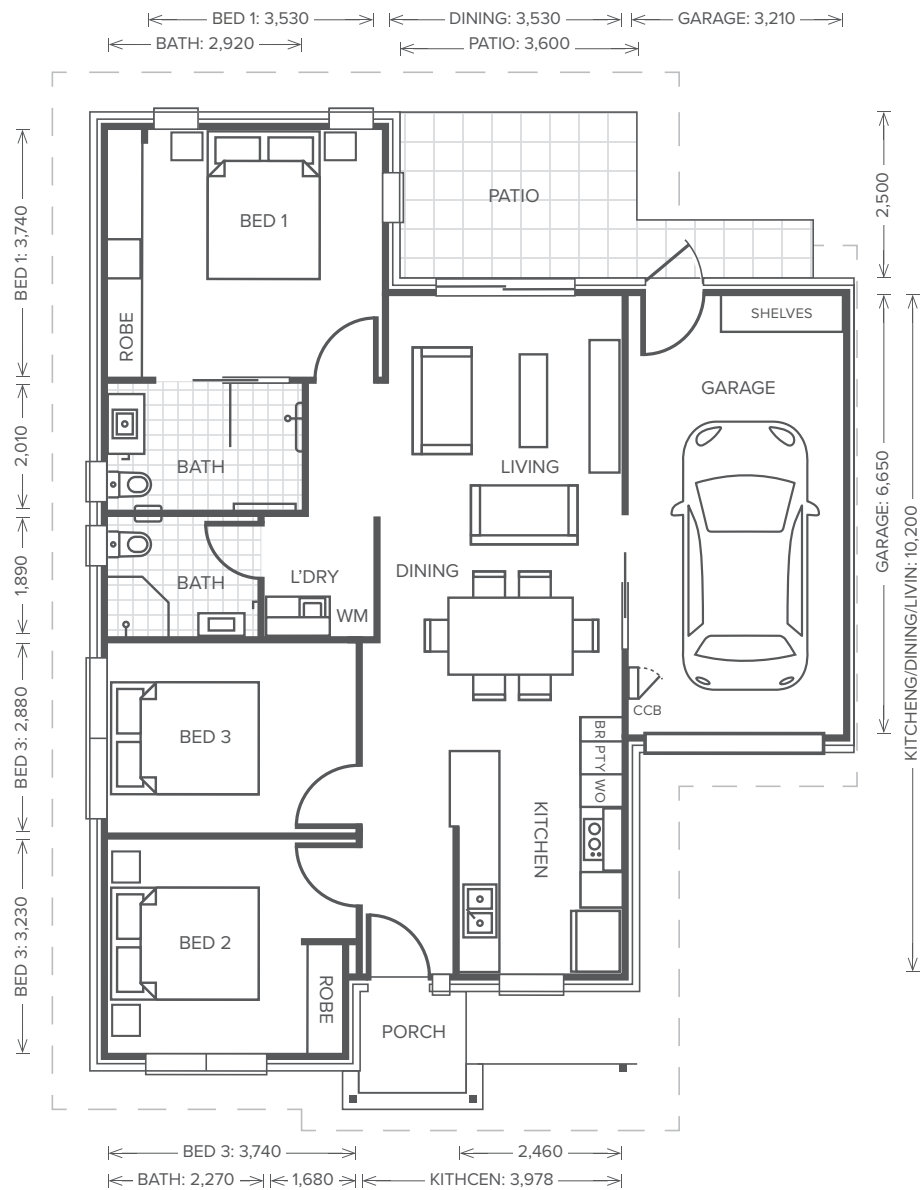 BED 1: 3,530
DINING: 3,530
GARAGE: 3,210
BATH: 2,920
PATIO: 3,600
BED 1: 3,740
2,010
1,890
BED 3: 2,880
BED 3: 3,230
PATIO
BED 1
ROBE
SHELVES
GARAGE
BATH
LIVING
DINING
BATH
L'DRY
WM
CCB
BED 3
BR
PTY
WO
KITCHEN
BED 2
ROBE
PORCH
2,500
GARAGE: 6,650
KITCHENG/DINING/LIVIN: 10,200
BED 3: 3,740
2,460
BATH: 2,270
1,680
KITHCEN: 3,978